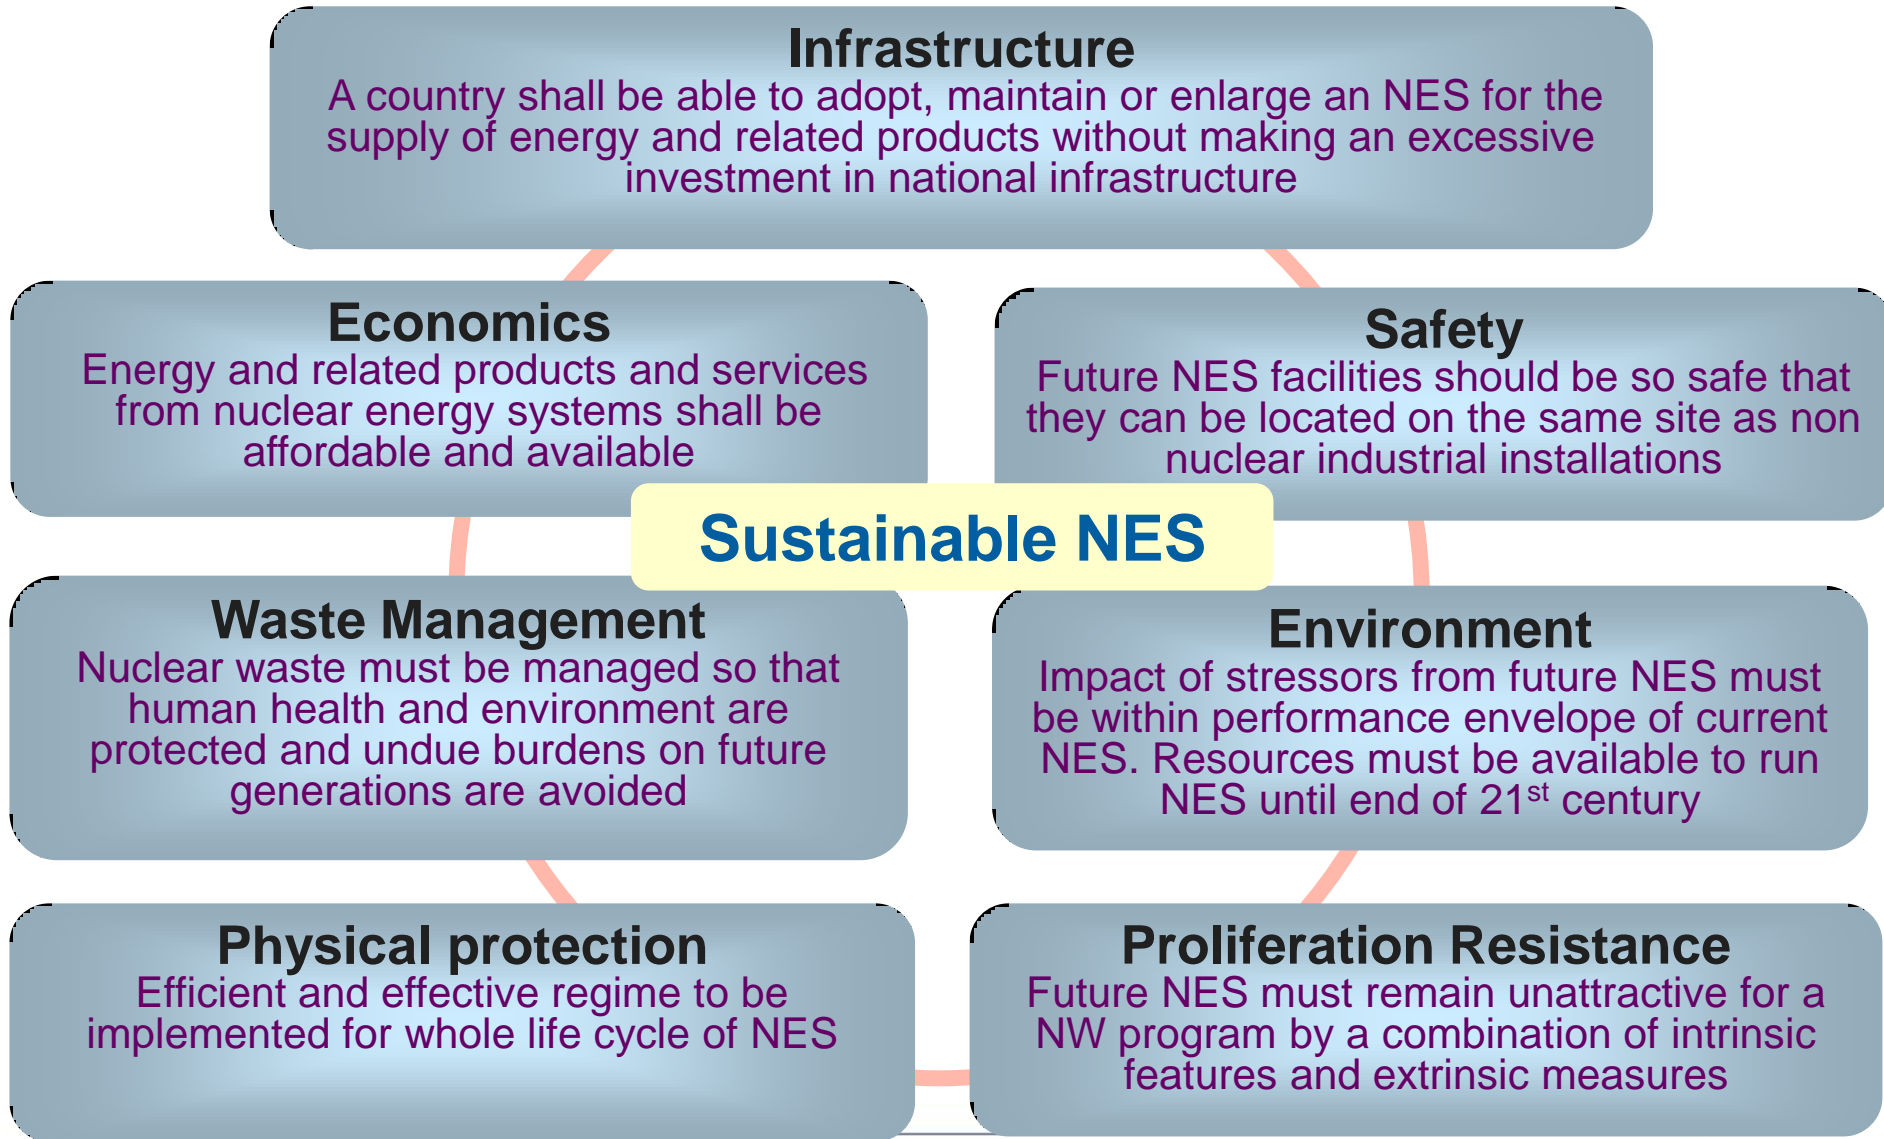 Infrastructure
A country shall be able to adopt, maintain or enlarge an NES for the
supply of energy and related products without making an excessive
investment in national infrastructure
Economics
Energy and related products and services
from nuclear energy systems shall be
affordable and available
Safety
Future NES facilities should be so safe that
they can be located on the same site as non
nuclear industrial installations
Sustainable NES
Waste Management
Nuclear waste must be managed so that
human health and environment are
protected and undue burdens on future
generations are avoided
Environment
Impact of stressors from future NES must
be within performance envelope of current
NES. Resources must be available to run
NES until end of 21st century
Physical protection
Efficient and effective regime to be
implemented for whole life cycle of NES
Proliferation Resistance
Future NES must remain unattractive for a
NW program by a combination of intrinsic
features and extrinsic measures